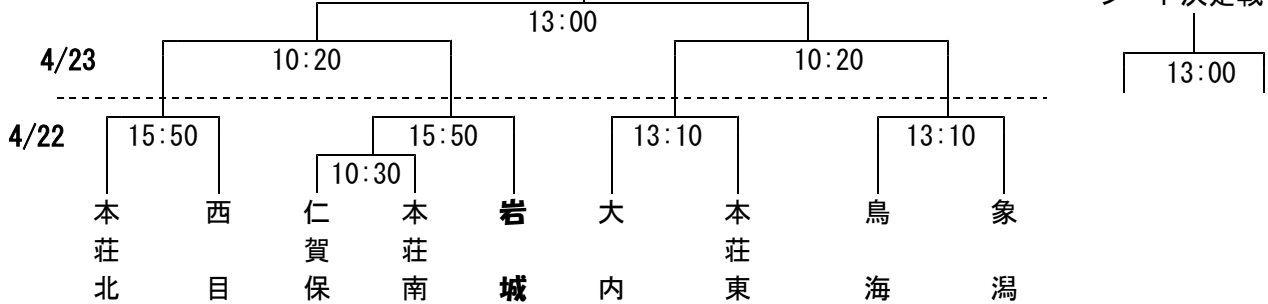 13:00
4/23
10:20
10:20
13:00
4/22
15:50
15:50
13:10
13:10
10:30
本荘北
西目
仁賀保
本荘南
岩城
大内
本荘東
鳥海
象潟